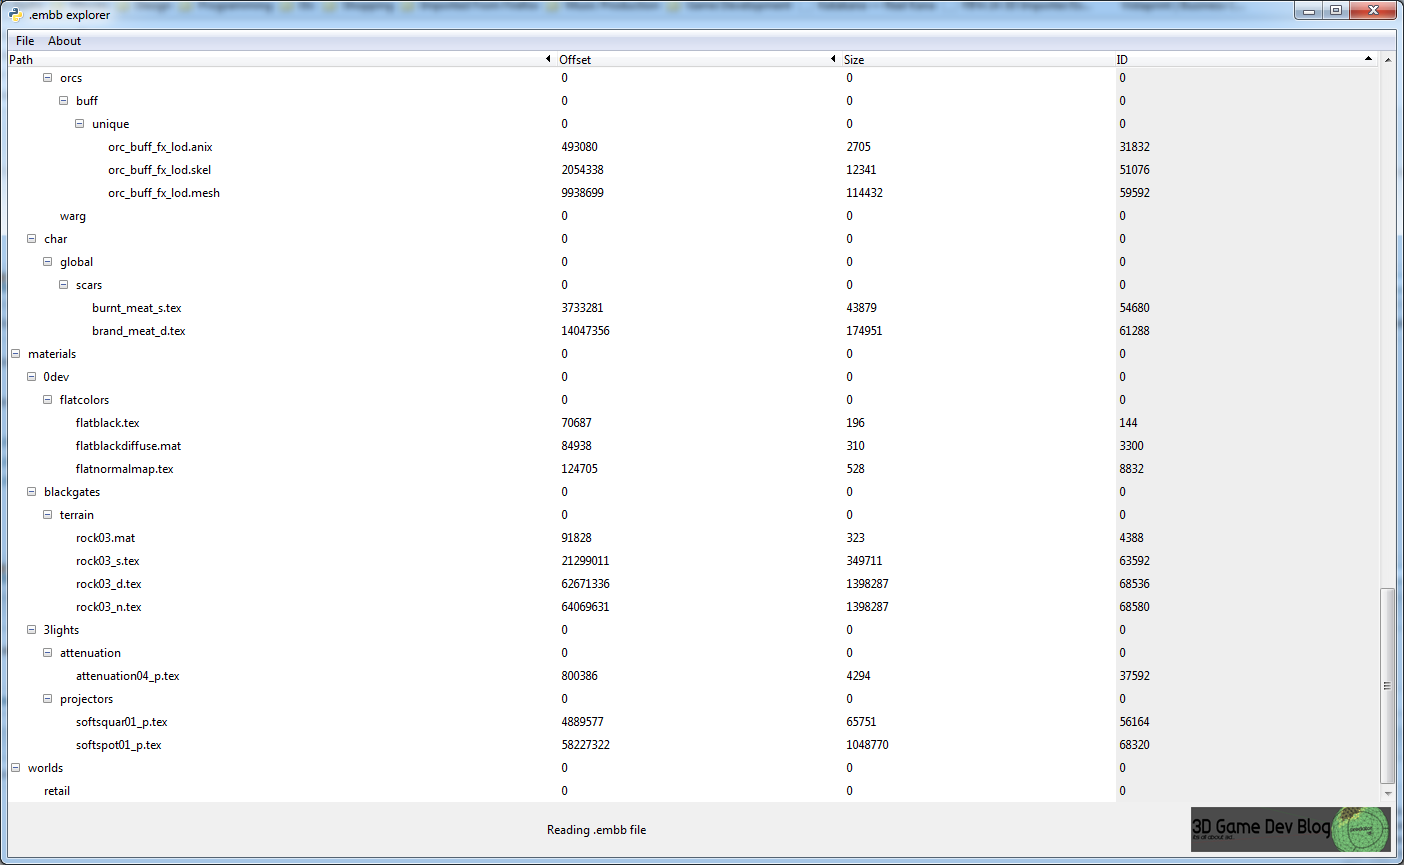 .embb explorer
File About
Path Offset Size ID
orcs 0 0 0
buff 0 0 0
unique 0 0 0
orc_buff_fx_lod.anix 493080 2705 31832
orc_buff_fx_lod.skel 2054338 12341 51076
orc_buff_fx_lod.mesh 9938699 114432 59592
warg 0 0 0
char 0 0 0
global 0 0 0
scars 0 0 0
burnt_meat_s.tex 3733281 43879 54680
brand_meat_d.tex 14047356 174951 61288
materials 0 0 0
0dev 0 0 0
flatcolors 0 0 0
flatblack.tex 70687 196 144
flatblackdiffuse.mat 84938 310 3300
flatnormalmap.tex 124705 528 8832
blackgates 0 0 0
terrain 0 0 0
rock03.mat 91828 323 4388
rock03_s.tex 21299011 349711 63592
rock03_d.tex 62671336 1398287 68536
rock03_n.tex 64069631 1398287 68580
3lights 0 0 0
attenuation 0 0 0
attenuation04_p.tex 800386 4294 37592
projectors 0 0 0
softsquar01_p.tex 4889577 65751 56164
softspot01_p.tex 58227322 1048770 68320
worlds 0 0 0
retail 0 0 0
Reading .embb file
3D Game Dev Blog